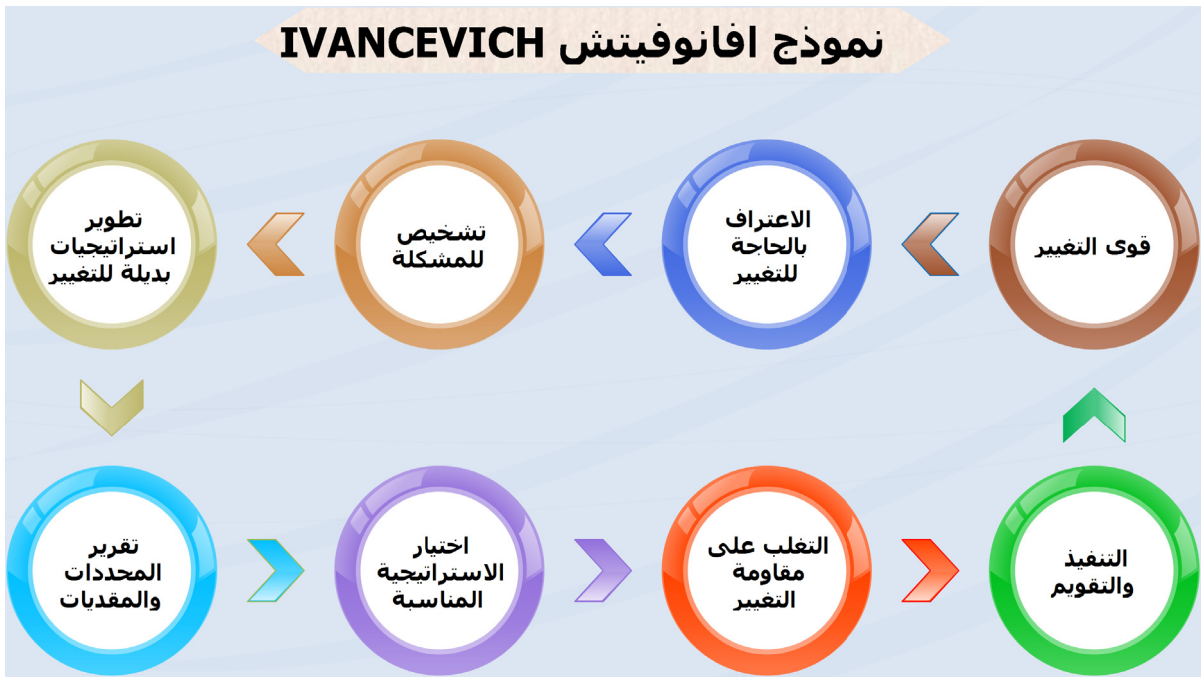 نموذج افانوفيتش IVANCEVICH
قوى التغيير
الاعتراف
بالحاجة
للتغيير
تشخيص
للمشكلة
تطوير
استراتيجيات
بديلة للتغيير
تقرير
المحددات
والمقديات
اختيار
الاستراتيجية
المناسبة
التغلب على
مقاومة
التغيير
التنفيذ
والتقويم